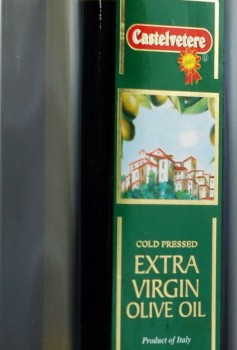 Castelvetere
COLD PRESSED
EXTRA
VIRGIN
OLIVE OIL
Product of Italy